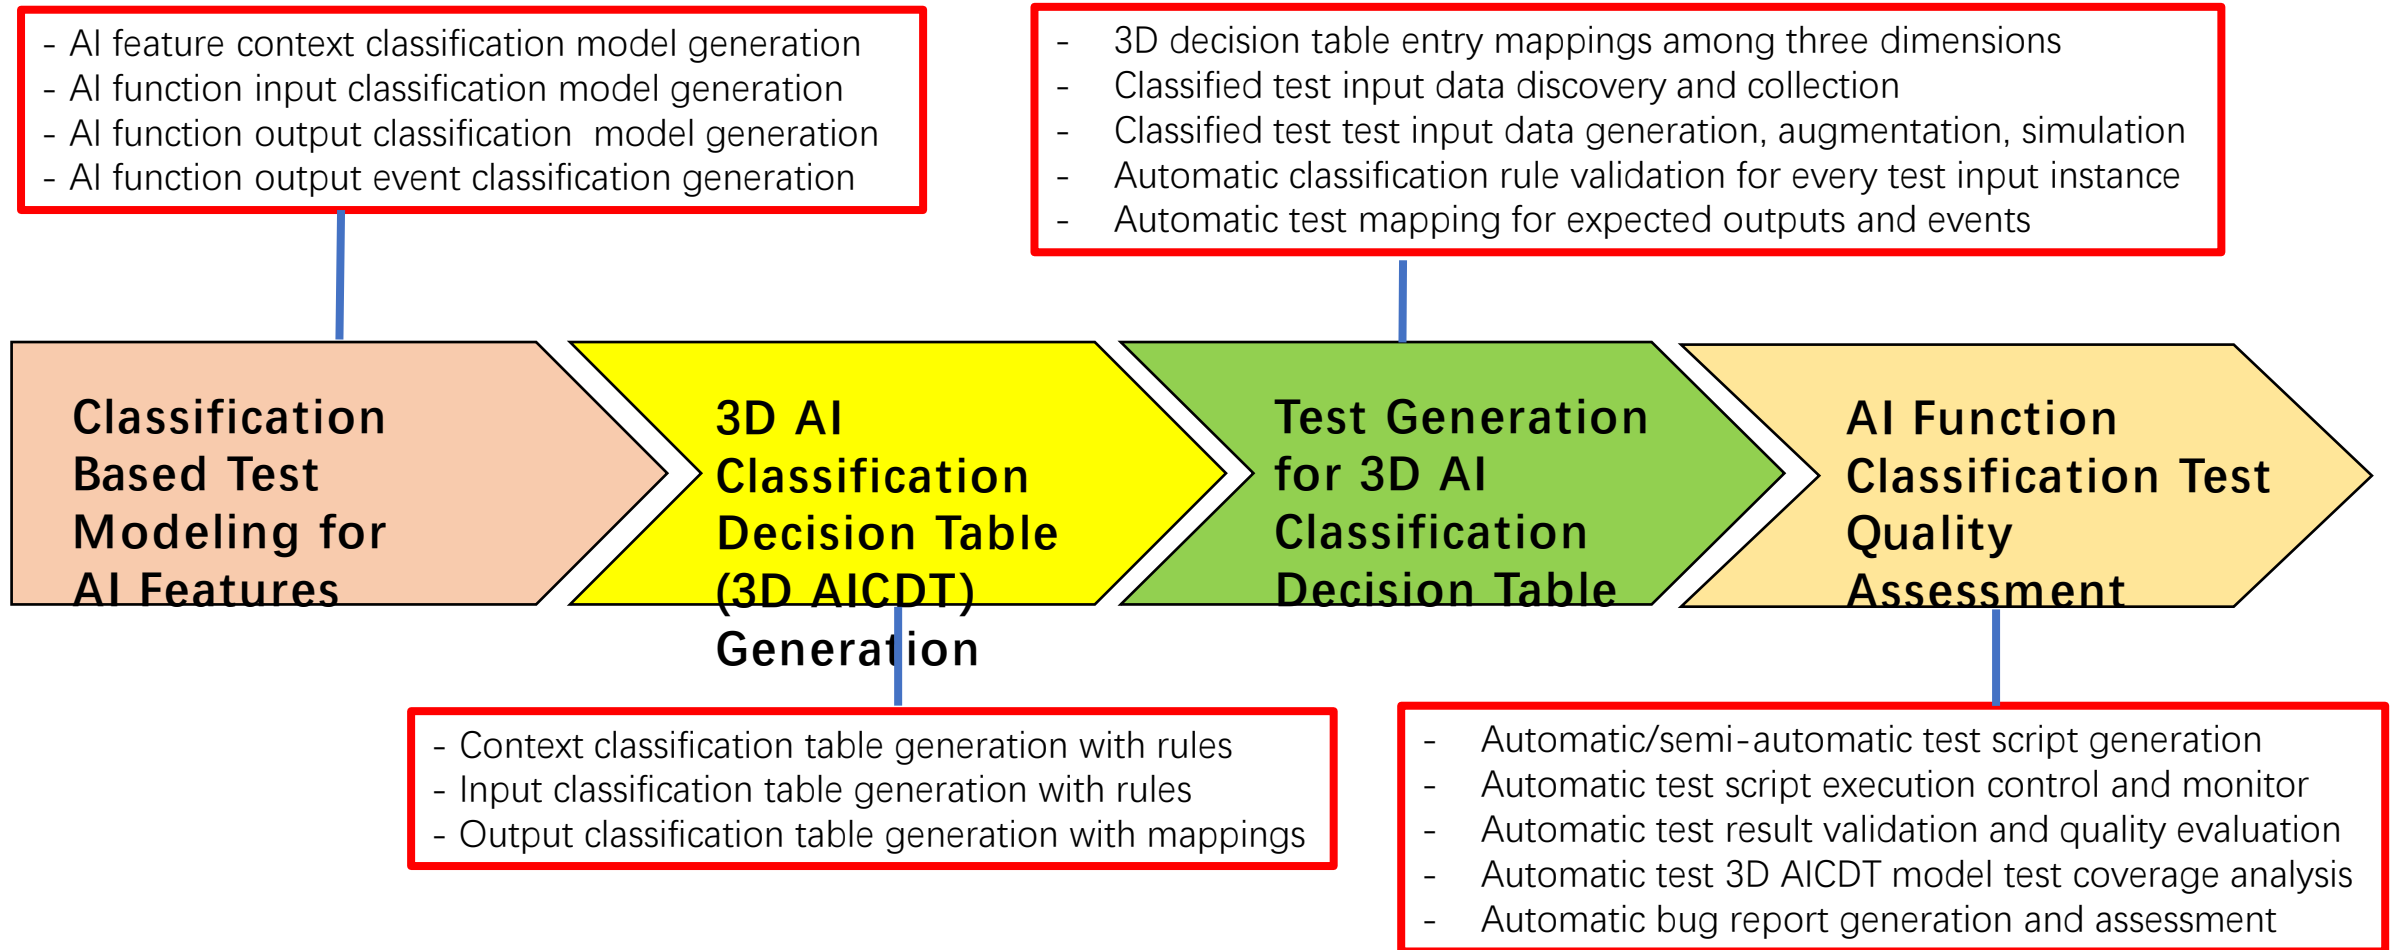 - AI feature context classification model generation
- AI function input classification model generation
- AI function output classification  model generation
- AI function output event classification generation
- 3D decision table entry mappings among three dimensions
- Classified test input data discovery and collection
- Classified test test input data generation, augmentation, simulation
- Automatic classification rule validation for every test input instance
- Automatic test mapping for expected outputs and events
Classification
Based Test
Modeling for
AI Features
3D AI
Classification
Decision Table
(3D AICDT)
Generation
Test Generation
for 3D AI
Classification
Decision Table
AI Function
Classification Test
Quality
Assessment
- Context classification table generation with rules
- Input classification table generation with rules
- Output classification table generation with mappings
- Automatic/semi-automatic test script generation
- Automatic test script execution control and monitor
- Automatic test result validation and quality evaluation
- Automatic test 3D AICDT model test coverage analysis
- Automatic bug report generation and assessment